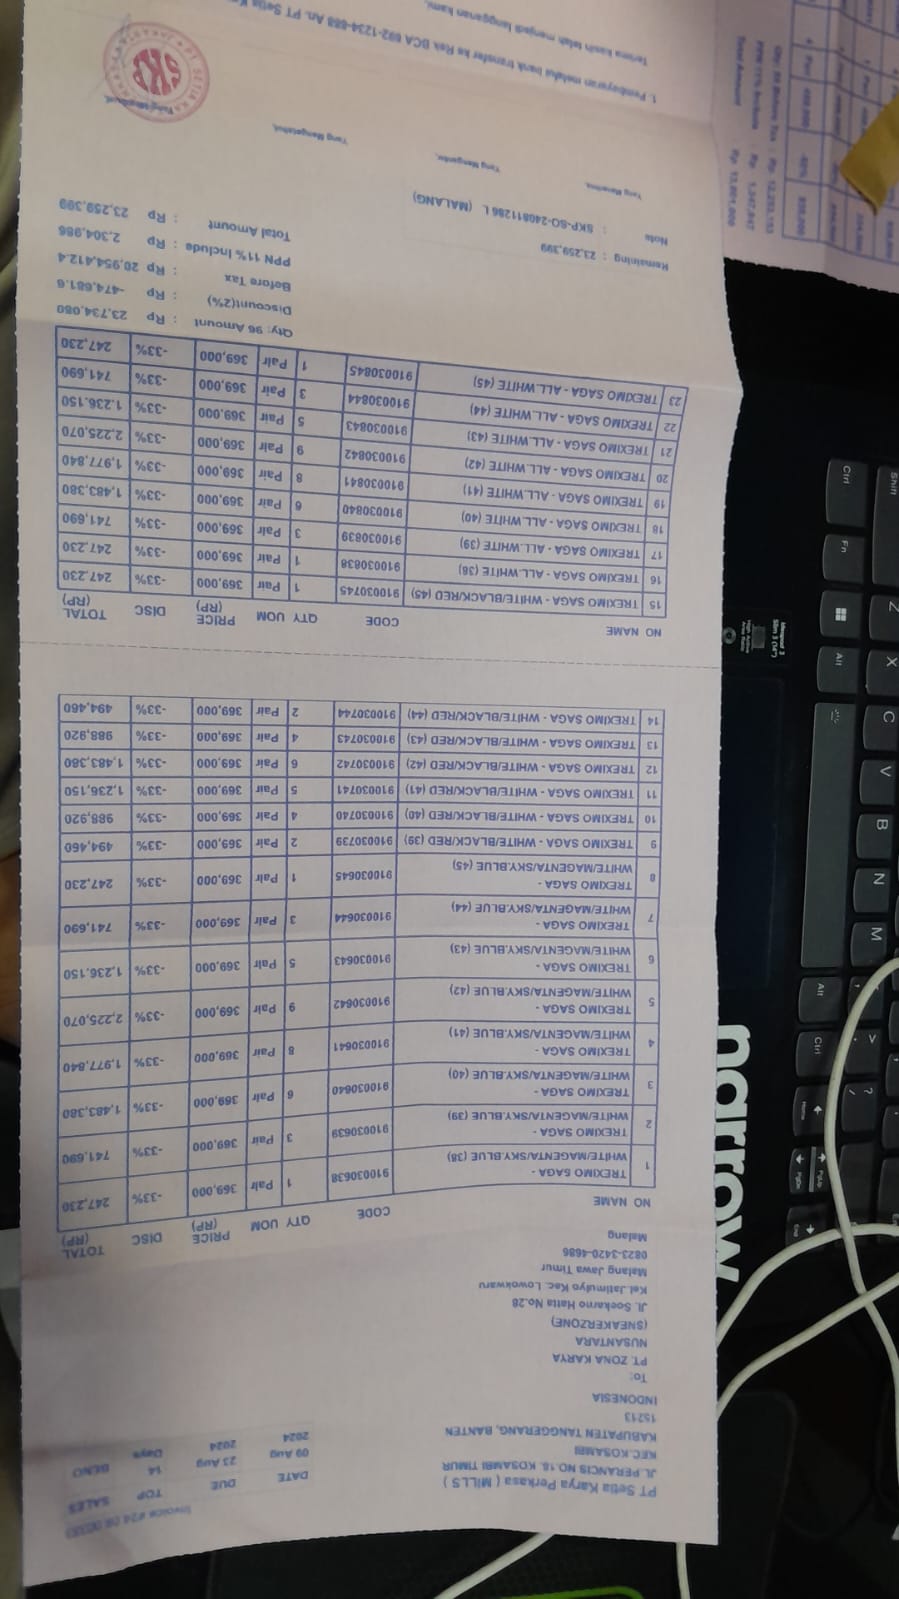 Invoice #24.08.00353
PT Setia Karya Perkasa ( MILLS )
JL.PERANCIS NO.18. KOSAMBI TIMUR
KEC.KOSAMBI
KABUPATEN TANGGERANG, BANTEN
15213
INDONESIA
DATE DUE TOP SALES
09 Aug 2024 23 Aug 2024 14 Days BENO
To:
PT. ZONA KARYA
NUSANTARA
(SNEAKERZONE)
Jl. Soekarno Hatta No.28
Kel.Jatimulyo Kec. Lowokwaru
Malang Jawa Timur
0823-3420-4686
Malang
NO NAME CODE QTY UOM PRICE (RP) DISC TOTAL (RP)
1 TREXIMO SAGA - WHITE/MAGENTA/SKY.BLUE (38) 910030638 1 Pair 369,000 -33% 247,230
2 TREXIMO SAGA - WHITE/MAGENTA/SKY.BLUE (39) 910030639 3 Pair 369,000 -33% 741,690
3 TREXIMO SAGA - WHITE/MAGENTA/SKY.BLUE (40) 910030640 6 Pair 369,000 -33% 1,483,380
4 TREXIMO SAGA - WHITE/MAGENTA/SKY.BLUE (41) 910030641 8 Pair 369,000 -33% 1,977,840
5 TREXIMO SAGA - WHITE/MAGENTA/SKY.BLUE (42) 910030642 9 Pair 369,000 -33% 2,225,070
6 TREXIMO SAGA - WHITE/MAGENTA/SKY.BLUE (43) 910030643 5 Pair 369,000 -33% 1,236,150
7 TREXIMO SAGA - WHITE/MAGENTA/SKY.BLUE (44) 910030644 3 Pair 369,000 -33% 741,690
8 TREXIMO SAGA - WHITE/MAGENTA/SKY.BLUE (45) 910030645 1 Pair 369,000 -33% 247,230
9 TREXIMO SAGA - WHITE/BLACK/RED (39) 910030739 2 Pair 369,000 -33% 494,460
10 TREXIMO SAGA - WHITE/BLACK/RED (40) 910030740 4 Pair 369,000 -33% 988,920
11 TREXIMO SAGA - WHITE/BLACK/RED (41) 910030741 5 Pair 369,000 -33% 1,236,150
12 TREXIMO SAGA - WHITE/BLACK/RED (42) 910030742 6 Pair 369,000 -33% 1,483,380
13 TREXIMO SAGA - WHITE/BLACK/RED (43) 910030743 4 Pair 369,000 -33% 988,920
14 TREXIMO SAGA - WHITE/BLACK/RED (44) 910030744 2 Pair 369,000 -33% 494,460
NO NAME CODE QTY UOM PRICE (RP) DISC TOTAL (RP)
15 TREXIMO SAGA - WHITE/BLACK/RED (45) 910030745 1 Pair 369,000 -33% 247,230
16 TREXIMO SAGA - ALL.WHITE (38) 910030838 1 Pair 369,000 -33% 247,230
17 TREXIMO SAGA - ALL.WHITE (39) 910030839 3 Pair 369,000 -33% 741,690
18 TREXIMO SAGA - ALL.WHITE (40) 910030840 6 Pair 369,000 -33% 1,483,380
19 TREXIMO SAGA - ALL.WHITE (41) 910030841 8 Pair 369,000 -33% 1,977,840
20 TREXIMO SAGA - ALL.WHITE (42) 910030842 9 Pair 369,000 -33% 2,225,070
21 TREXIMO SAGA - ALL.WHITE (43) 910030843 5 Pair 369,000 -33% 1,236,150
22 TREXIMO SAGA - ALL.WHITE (44) 910030844 3 Pair 369,000 -33% 741,690
23 TREXIMO SAGA - ALL.WHITE (45) 910030845 1 Pair 369,000 -33% 247,230
Qty: 96 Amount : Rp 23,734,080
Discount(2%) : Rp -474,681.6
Before Tax : Rp 20,954,412.4
PPN 11% Include : Rp 2,304,986
Total Amount : Rp 23,259,399
Remaining : 23,259,399
Note : SKP-SO-240811286 L (MALANG)
Yang Menerima,
Yang Mengantar,
Yang Mengetahui,
SKP
1. Pembayaran melalui bank transfer ke Rek BCA 692-1234-888 An. PT Setia
Terima kasih telah menjadi langganan kami.
narrow